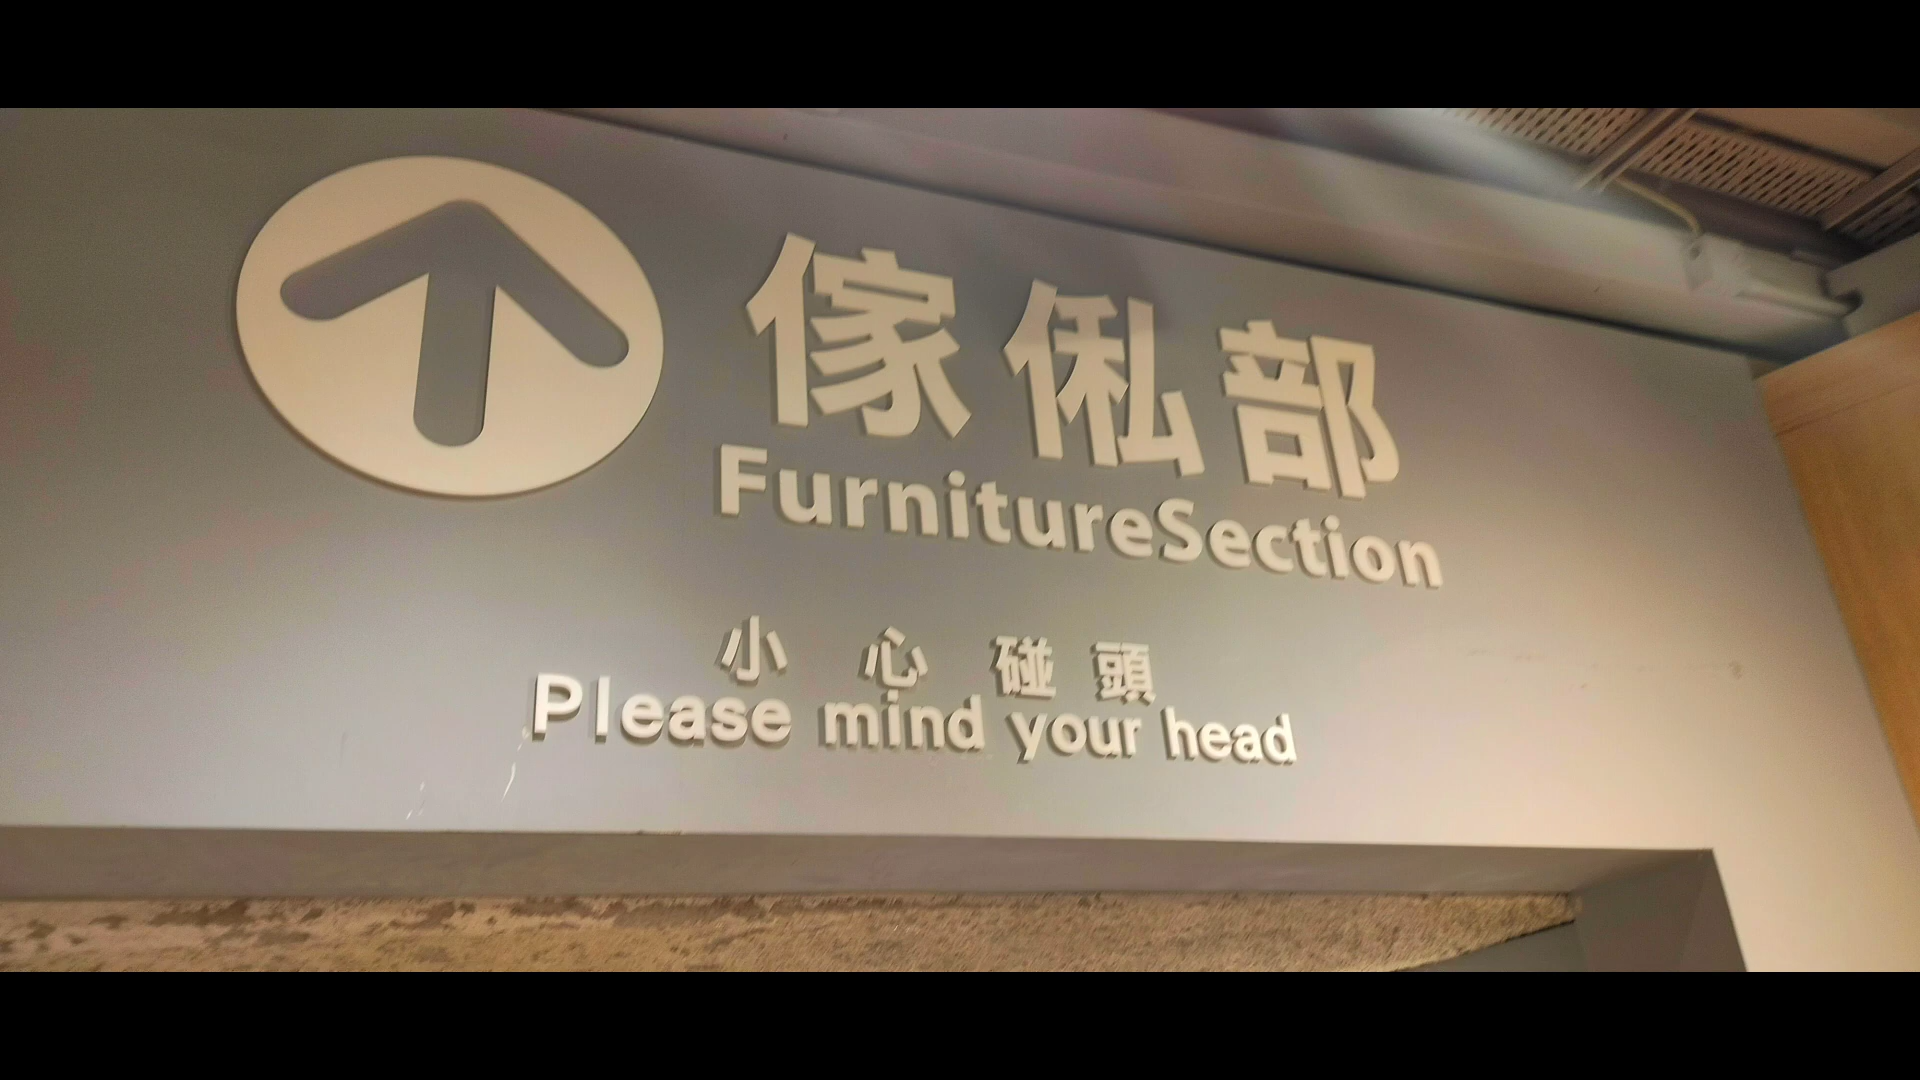 傢俬部
FurnitureSection
小心碰頭
Please mind your head